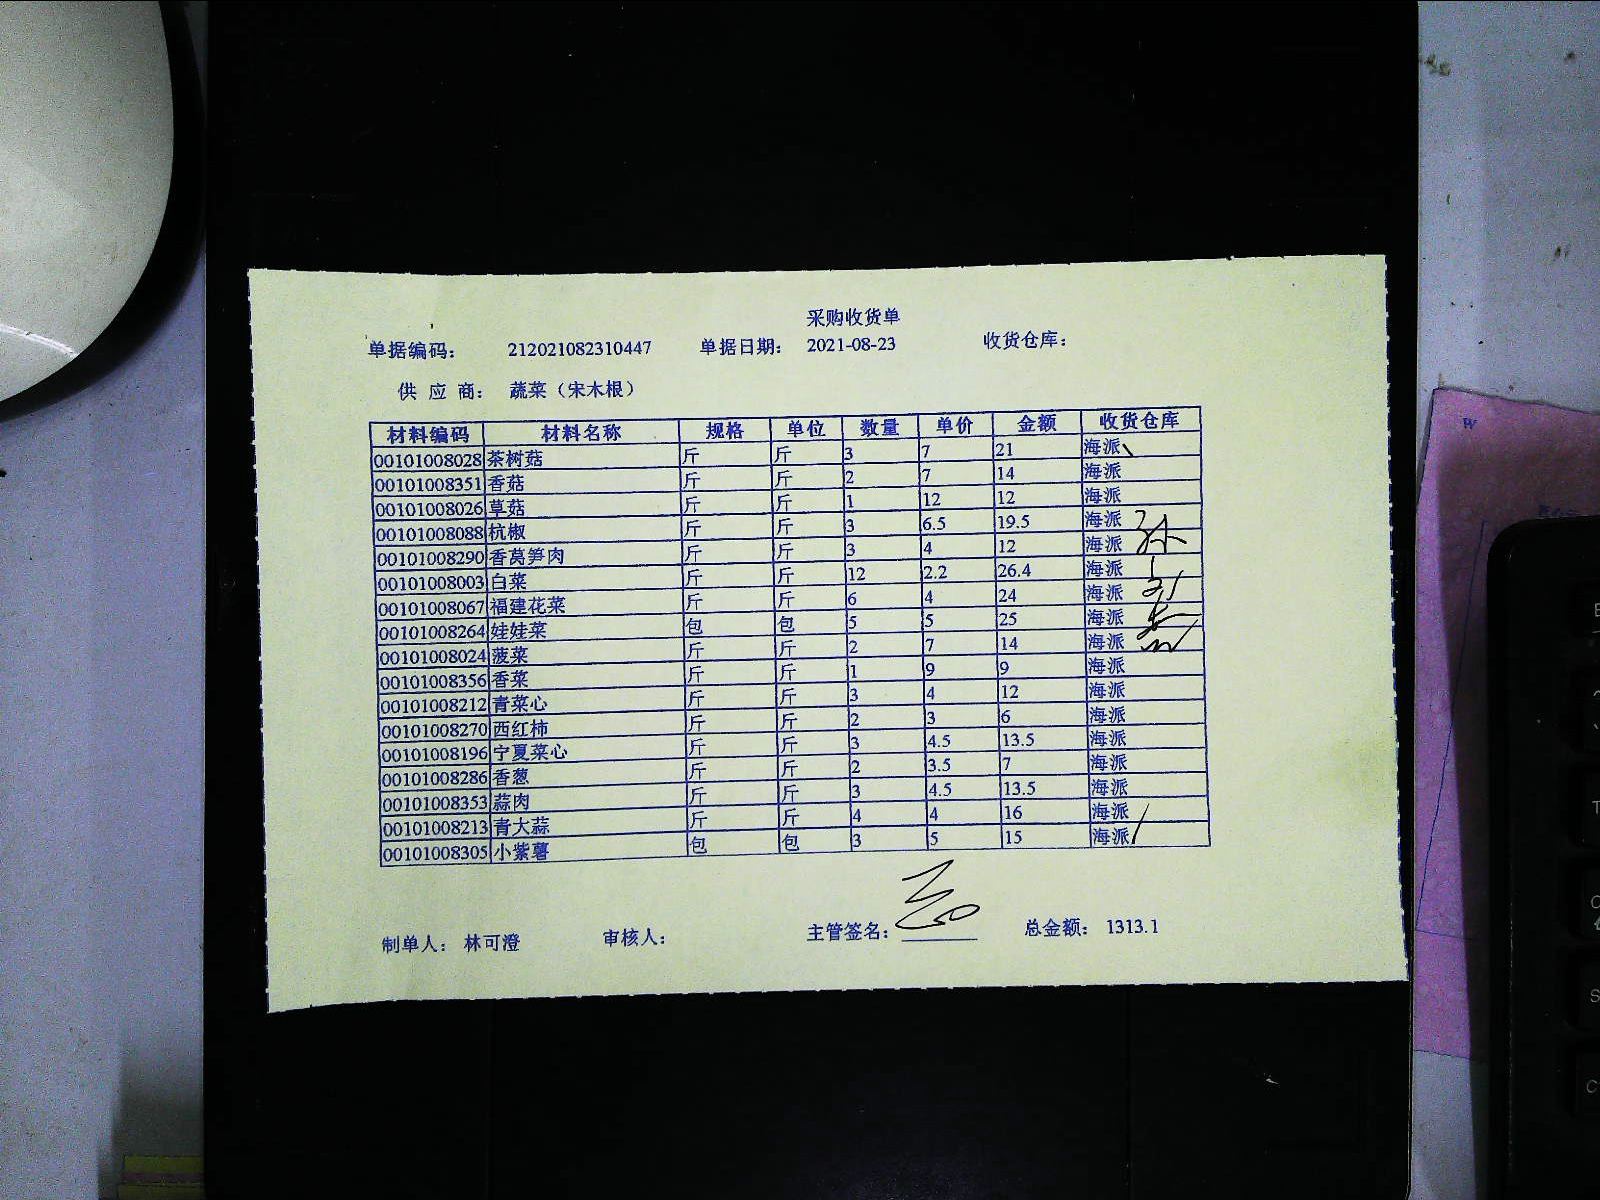 采购收货单
单据编码： 212021082310447 单据日期： 2021-08-23 收货仓库：
供 应 商： 蔬菜（宋木根）
材料编码 材料名称 规格 单位 数量 单价 金额 收货仓库
00101008028 茶树菇 斤 斤 3 7 21 海派
00101008351 香菇 斤 斤 2 7 14 海派
00101008026 草菇 斤 斤 1 12 12 海派
00101008088 杭椒 斤 斤 3 6.5 19.5 海派
00101008290 香莴笋肉 斤 斤 3 4 12 海派
00101008003 白菜 斤 斤 12 2.2 26.4 海派
00101008067 福建花菜 斤 斤 6 4 24 海派
00101008264 娃娃菜 包 包 5 5 25 海派
00101008024 菠菜 斤 斤 2 7 14 海派
00101008356 香菜 斤 斤 1 9 9 海派
00101008212 青菜心 斤 斤 3 4 12 海派
00101008270 西红柿 斤 斤 2 3 6 海派
00101008196 宁夏菜心 斤 斤 3 4.5 13.5 海派
00101008286 香葱 斤 斤 2 3.5 7 海派
00101008353 蒜肉 斤 斤 3 4.5 13.5 海派
00101008213 青大蒜 斤 斤 4 4 16 海派
00101008305 小紫薯 包 包 3 5 15 海派
制单人： 林可澄 审核人： 主管签名： 总金额： 1313.1